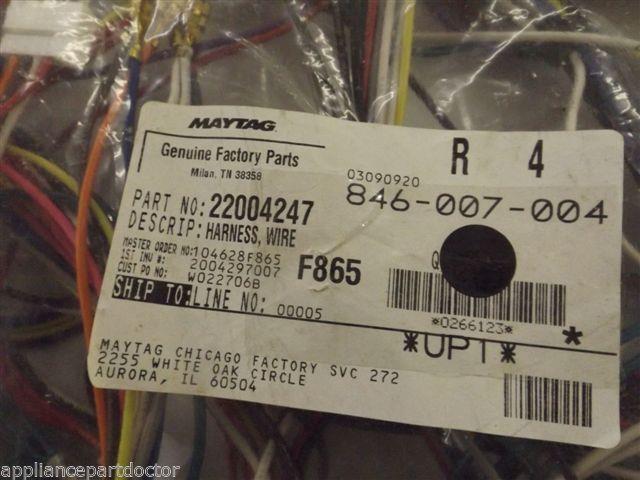 MAYTAG
Genuine Factory Parts
Milan, TN 38358
R 4
03090920
846-007-004
PART NO: 22004247
DESCRIP: HARNESS, WIRE
MASTER ORDER NO: 104628F865
1ST INV #: 2004297007
CUST PO NO: W022706B
F865
Q
SHIP TO: LINE NO: 00005
*0266123*
*UP1*
*
MAYTAG CHICAGO FACTORY SVC 272
2255 WHITE OAK CIRCLE
AURORA, IL 60504
appliancepartdoctor